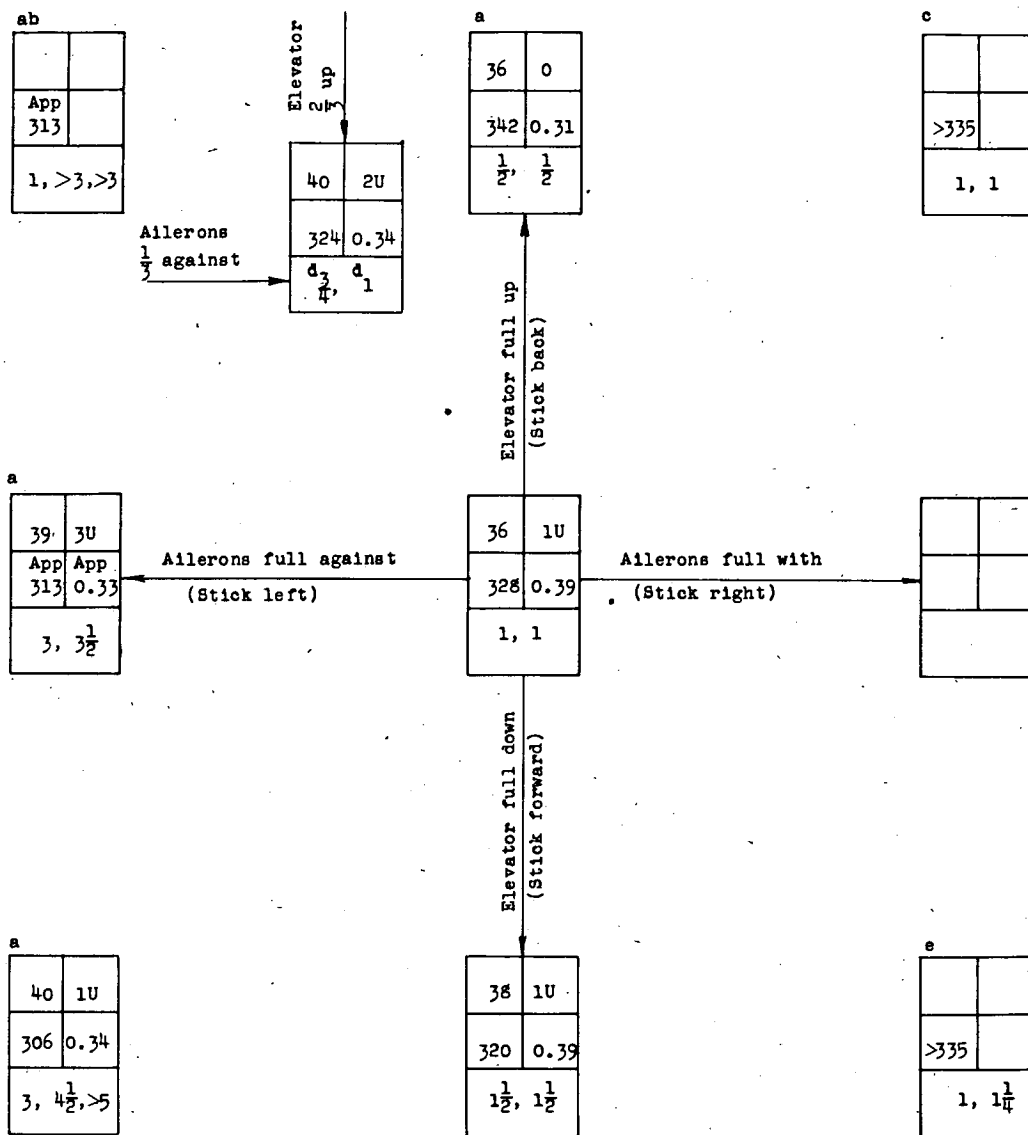 ab
App
313
1, >3, >3
Elevator
2/3 up
Ailerons
1/3 against
40 2U
324 0.34
d 3/4, d 1
a
36 0
342 0.31
1/2, 1/2
c
>335
1, 1
Elevator full up
(Stick back)
a
39 3U
App App
313 0.33
3, 3 1/2
Ailerons full against
(Stick left)
36 1U
328 0.39
1, 1
Ailerons full with
(Stick right)
Elevator full down
(Stick forward)
a
40 1U
306 0.34
3, 4 1/2, >5
38 1U
320 0.39
1 1/2, 1 1/2
e
>335
1, 1 1/4